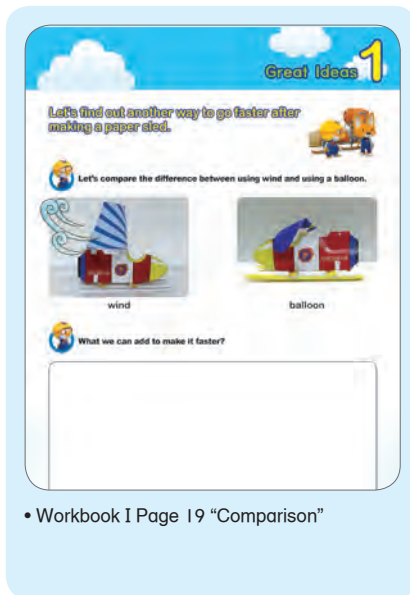 Great Ideas 1
Let's find out another way to go faster after
making a paper sled.
Let's compare the difference between using wind and using a balloon.
wind
balloon
What we can add to make it faster?
• Workbook I Page 19 “Comparison”